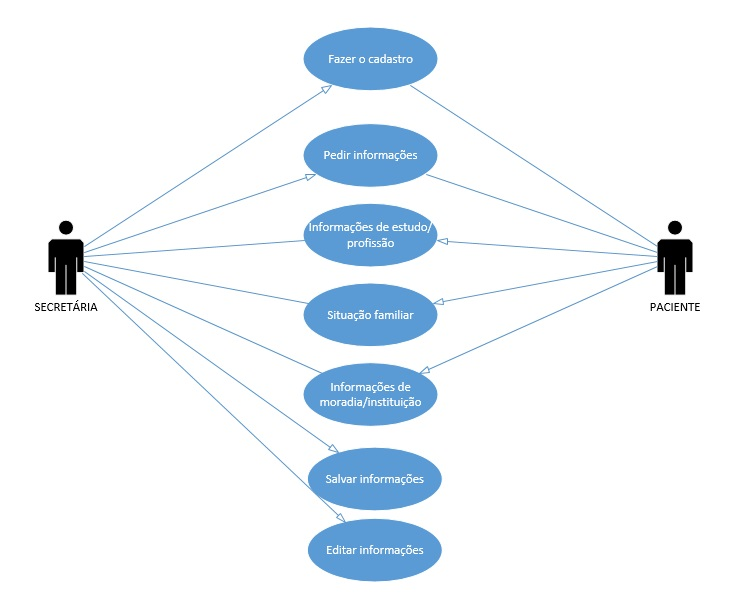 Fazer o cadastro
Pedir informações
Informações de estudo/
profissão
SECRETÁRIA
PACIENTE
Situação familiar
Informações de
moradia/instituição
Salvar informações
Editar informações